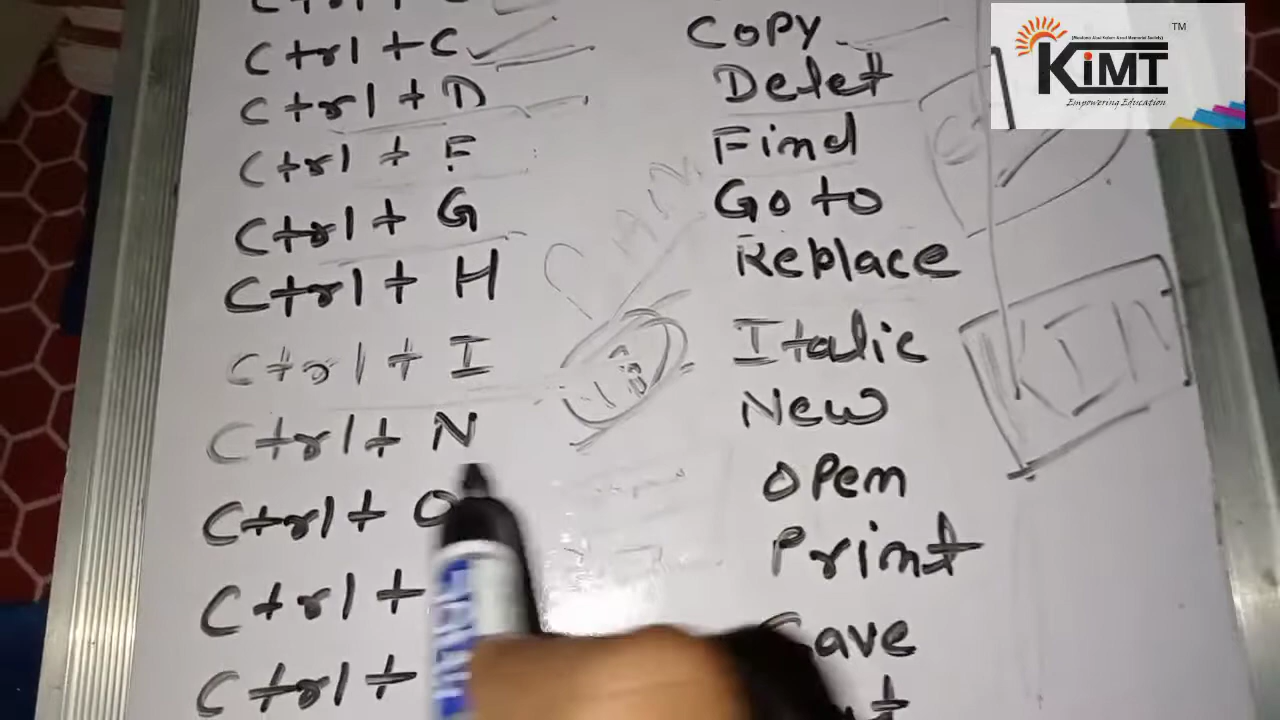 Ctrl + C COPY
Ctrl + D Delet
Ctrl + F Find
Ctrl + G Go to
Ctrl + H Replace
Ctrl + I Italic
Ctrl + N New
Ctrl + O Open
Ctrl + Print
Ctrl + Save
KiMT TM
Empowering Education